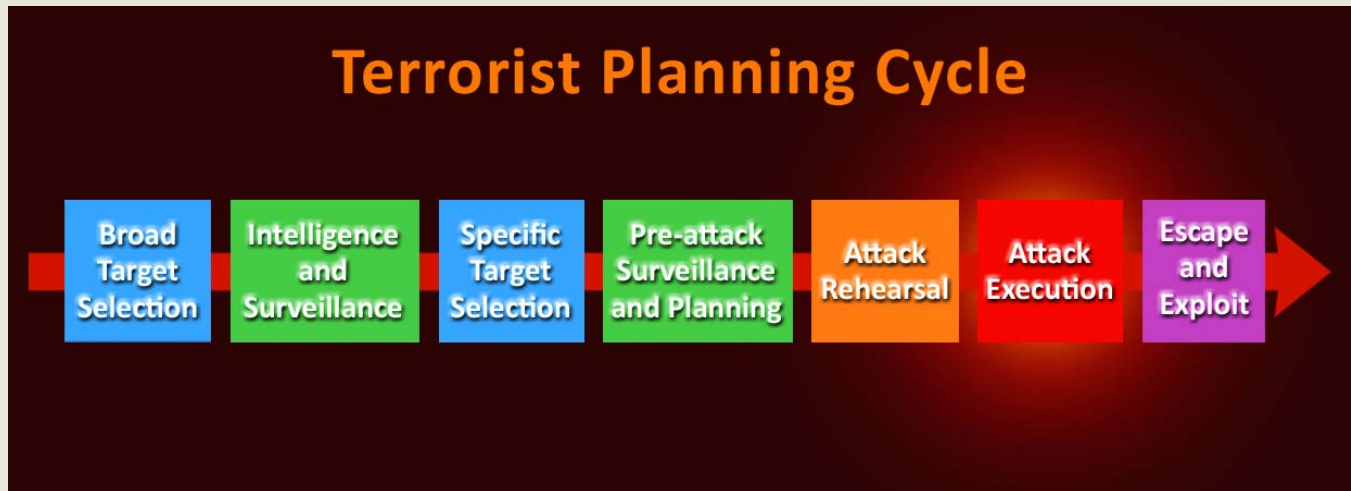 Terrorist Planning Cycle
Broad
Target
Selection
Intelligence
and
Surveillance
Specific
Target
Selection
Pre-attack
Surveillance
and Planning
Attack
Rehearsal
Attack
Execution
Escape
and
Exploit